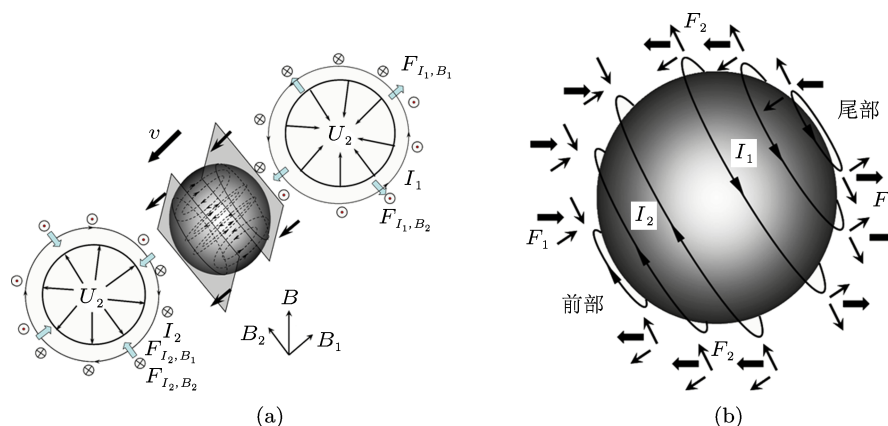 F_{I_1, B_1}
v
U_2
I_1
F_{I_1, B_2}
U_2
I_2
F_{I_2, B_1}
F_{I_2, B_2}
B
B_2
B_1
(a)
F_2
尾部
I_1
I_2
F
F_1
前部
F_2
(b)